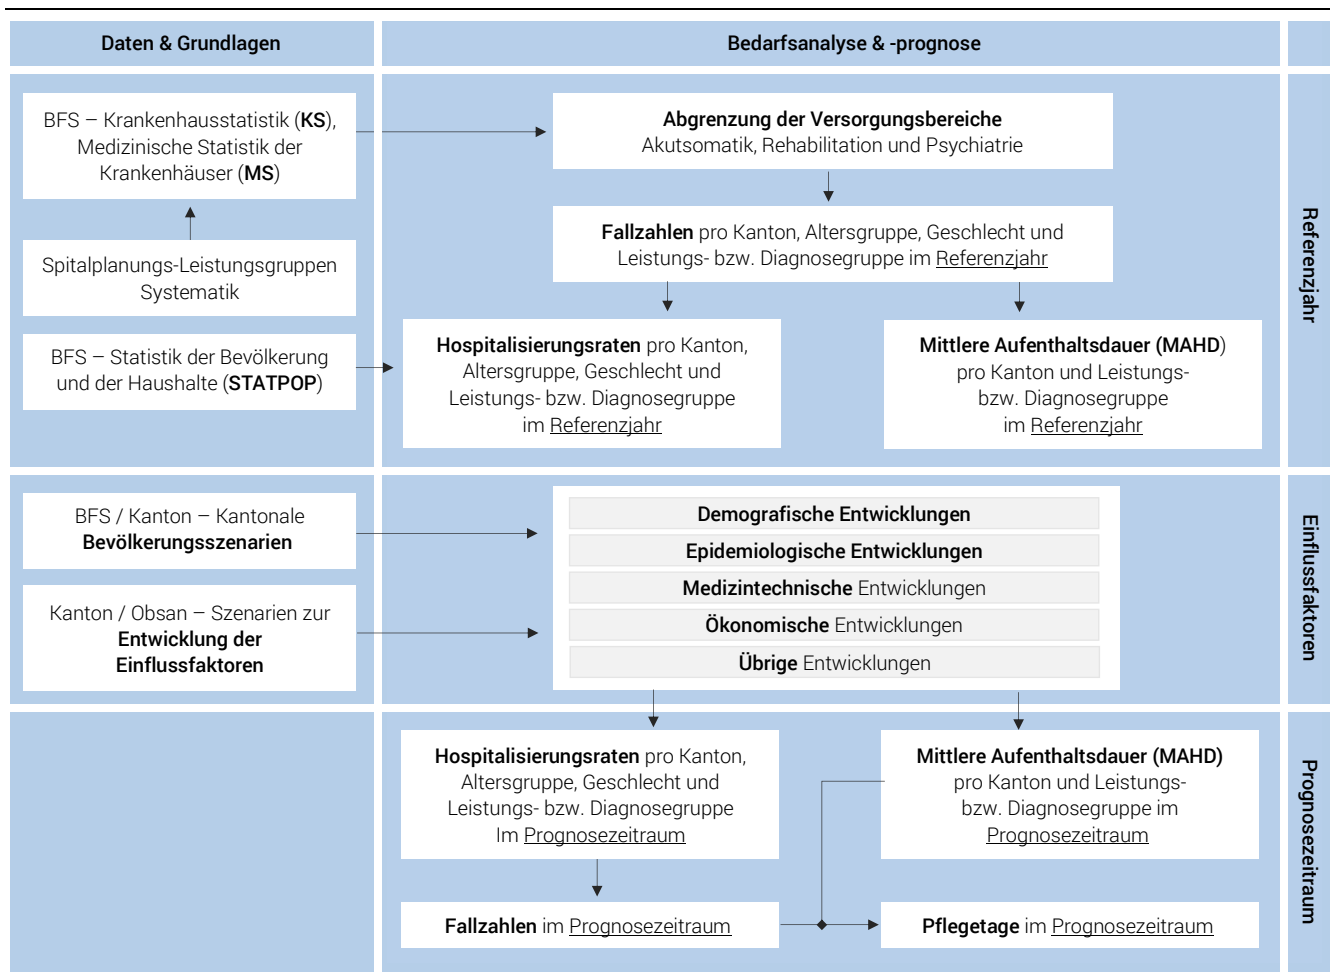 Daten & Grundlagen
Bedarfsanalyse & -prognose
BFS – Krankenhausstatistik (KS),
Medizinische Statistik der
Krankenhäuser (MS)
Spitalplanungs-Leistungsgruppen
Systematik
BFS – Statistik der Bevölkerung
und der Haushalte (STATPOP)
Abgrenzung der Versorgungsbereiche
Akutsomatik, Rehabilitation und Psychiatrie
Fallzahlen pro Kanton, Altersgruppe, Geschlecht und
Leistungs- bzw. Diagnosegruppe im Referenzjahr
Hospitalisierungsraten pro Kanton,
Altersgruppe, Geschlecht und
Leistungs- bzw. Diagnosegruppe
im Referenzjahr
Mittlere Aufenthaltsdauer (MAHD)
pro Kanton und Leistungs-
bzw. Diagnosegruppe
im Referenzjahr
Referenzjahr
BFS / Kanton – Kantonale
Bevölkerungsszenarien
Kanton / Obsan – Szenarien zur
Entwicklung der
Einflussfaktoren
Demografische Entwicklungen
Epidemiologische Entwicklungen
Medizintechnische Entwicklungen
Ökonomische Entwicklungen
Übrige Entwicklungen
Einflussfaktoren
Hospitalisierungsraten pro Kanton,
Altersgruppe, Geschlecht und
Leistungs- bzw. Diagnosegruppe
Im Prognosezeitraum
Mittlere Aufenthaltsdauer (MAHD)
pro Kanton und Leistungs-
bzw. Diagnosegruppe im
Prognosezeitraum
Fallzahlen im Prognosezeitraum
Pflegetage im Prognosezeitraum
Prognosezeitraum